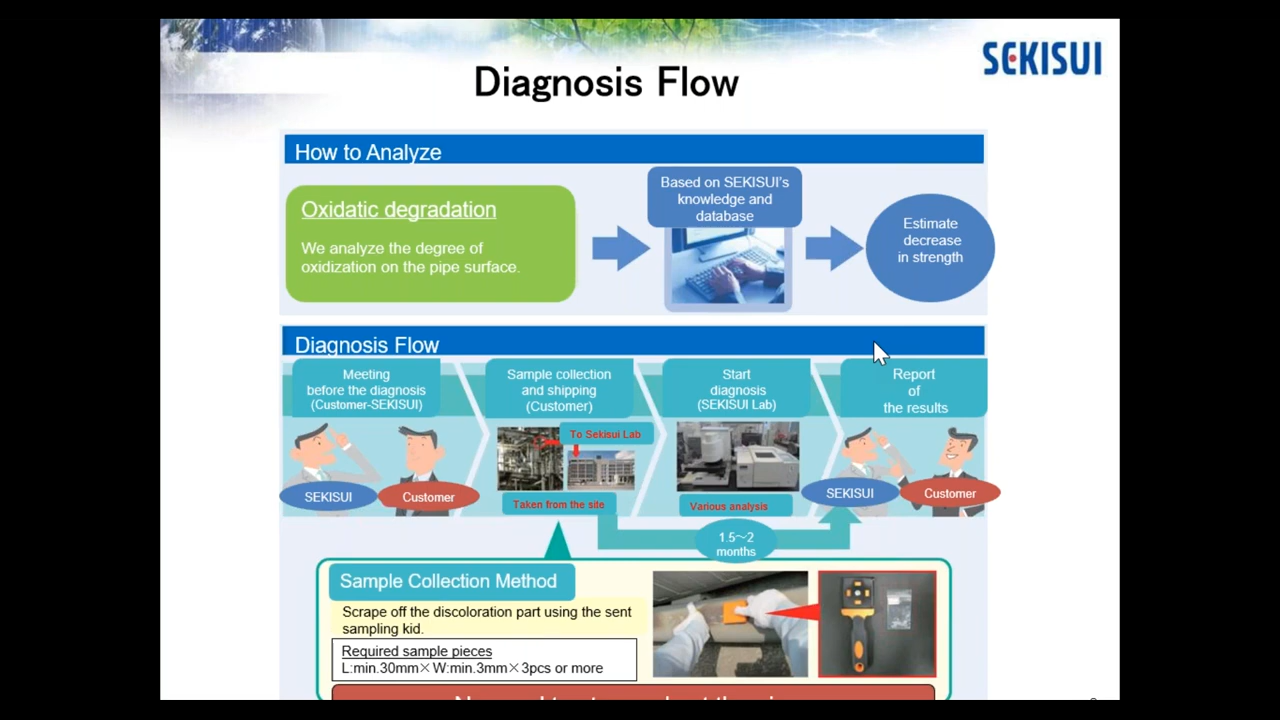 SEKISUI
Diagnosis Flow
How to Analyze
Oxidatic degradation
We analyze the degree of
oxidization on the pipe surface.
Based on SEKISUI's
knowledge and
database
Estimate
decrease
in strength
Diagnosis Flow
Meeting
before the diagnosis
(Customer-SEKISUI)
Sample collection
and shipping
(Customer)
Start
diagnosis
(SEKISUI Lab)
Report
of
the results
To Sekisui Lab
SEKISUI
Customer
Taken from the site
Various analysis
SEKISUI
Customer
1.5～2
months
Sample Collection Method
Scrape off the discoloration part using the sent
sampling kid.
Required sample pieces
L:min.30mm×W:min.3mm×3pcs or more